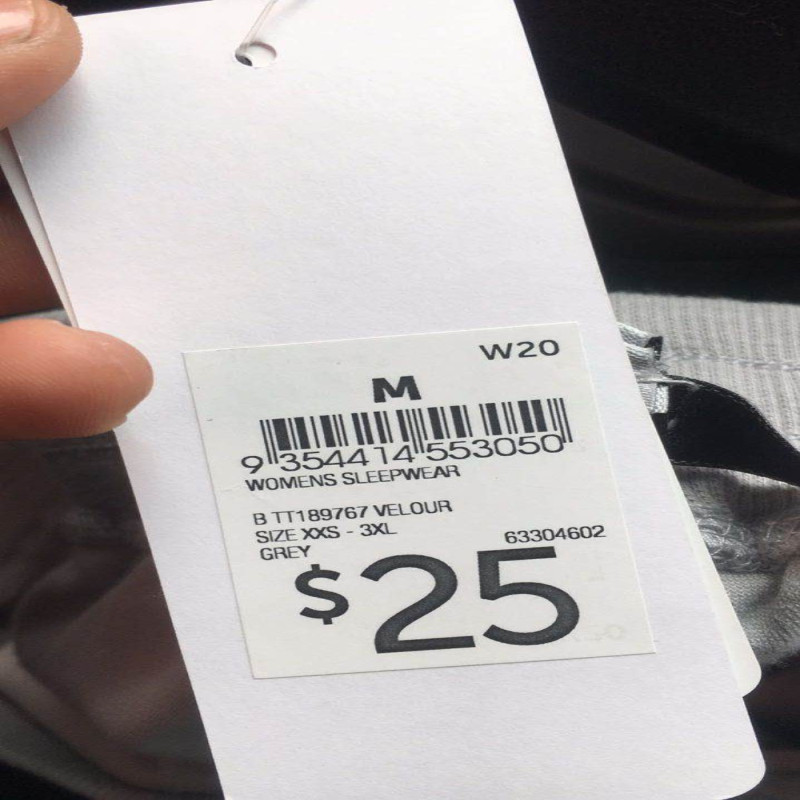 W20
M
9 354414 553050
WOMENS SLEEPWEAR
B TT189767 VELOUR
SIZE XXS - 3XL
63304602
GREY
$25